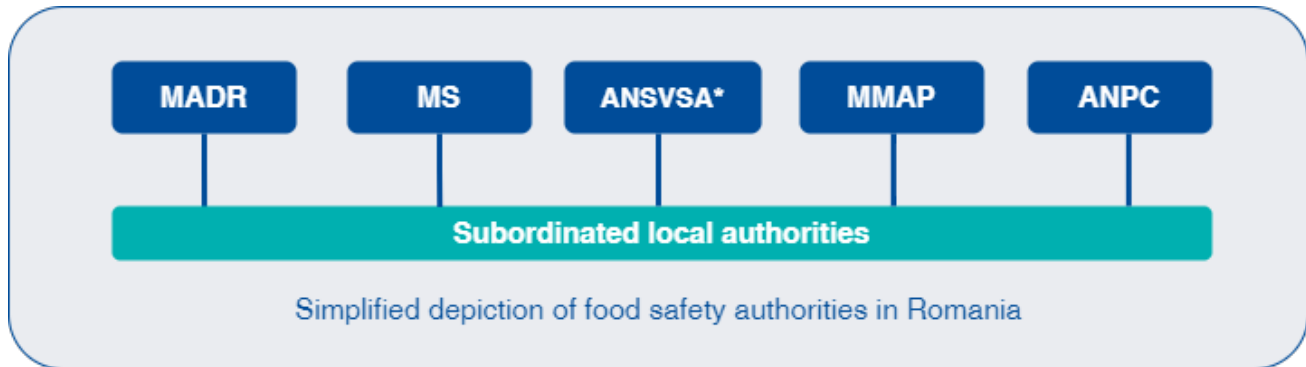 MADR MS ANSVSA* MMAP ANPC
Subordinated local authorities
Simplified depiction of food safety authorities in Romania